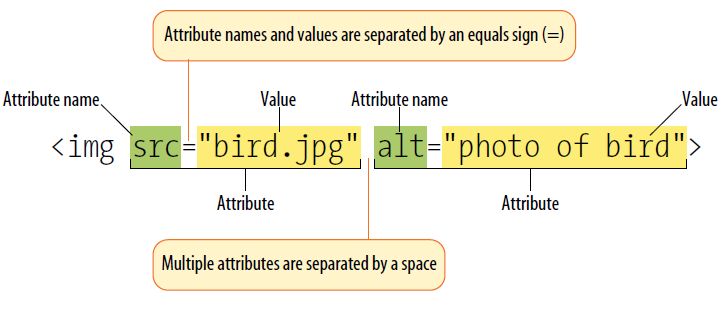 Attribute names and values are separated by an equals sign (=)
Attribute name Value Attribute name Value
<img src="bird.jpg" alt="photo of bird">
Attribute Attribute
Multiple attributes are separated by a space